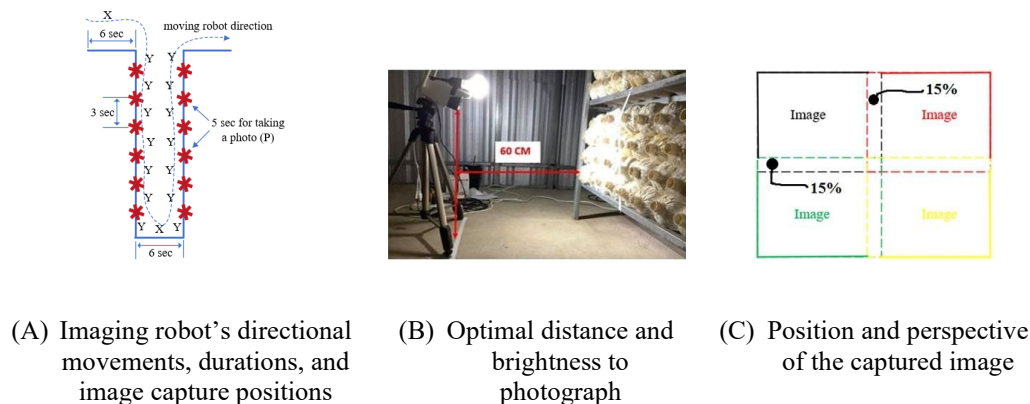 X
moving robot direction
6 sec
Y Y
Y Y
3 sec
Y Y
5 sec for taking
a photo (P)
Y Y
Y Y
Y Y
Y X Y
6 sec
60 CM
15%
Image
Image
15%
Image
Image
(A) Imaging robot’s directional
movements, durations, and
image capture positions
(B) Optimal distance and
brightness to
photograph
(C) Position and perspective
of the captured image